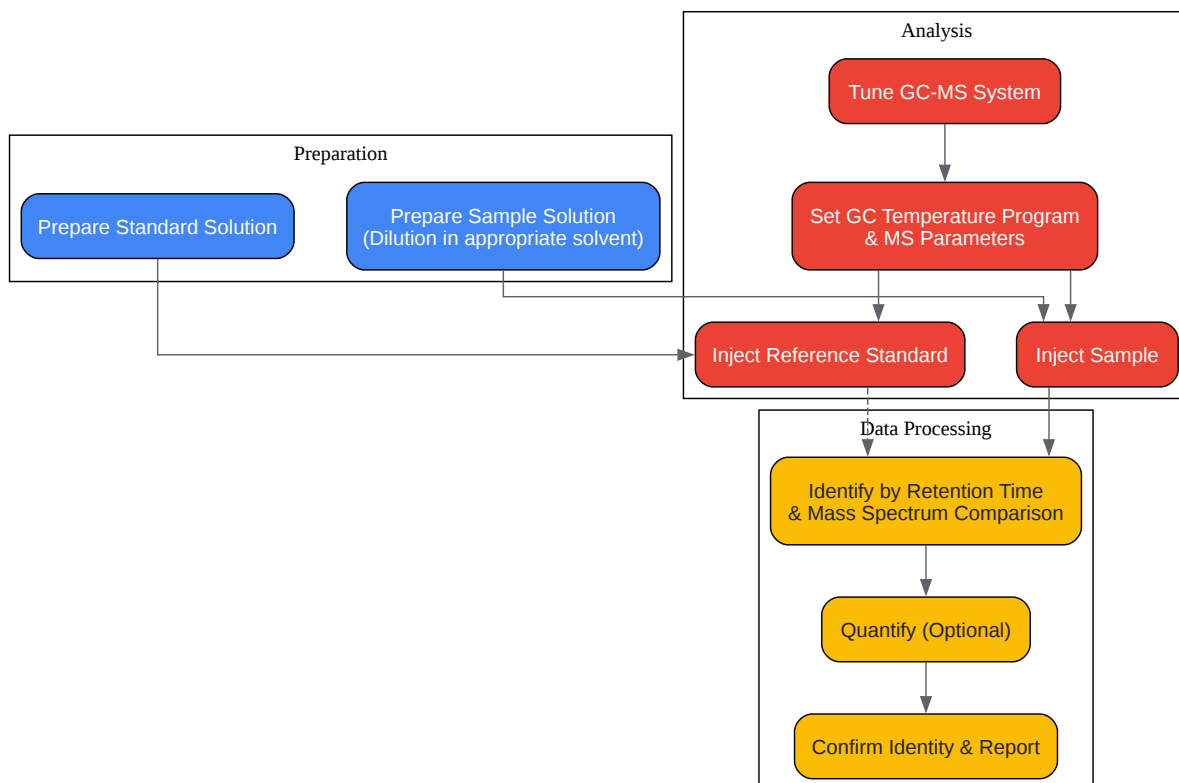 Analysis
Tune GC-MS System
Preparation
Prepare Standard Solution
Prepare Sample Solution
(Dilution in appropriate solvent)
Set GC Temperature Program
& MS Parameters
Inject Reference Standard
Inject Sample
Data Processing
Identify by Retention Time
& Mass Spectrum Comparison
Quantify (Optional)
Confirm Identity & Report